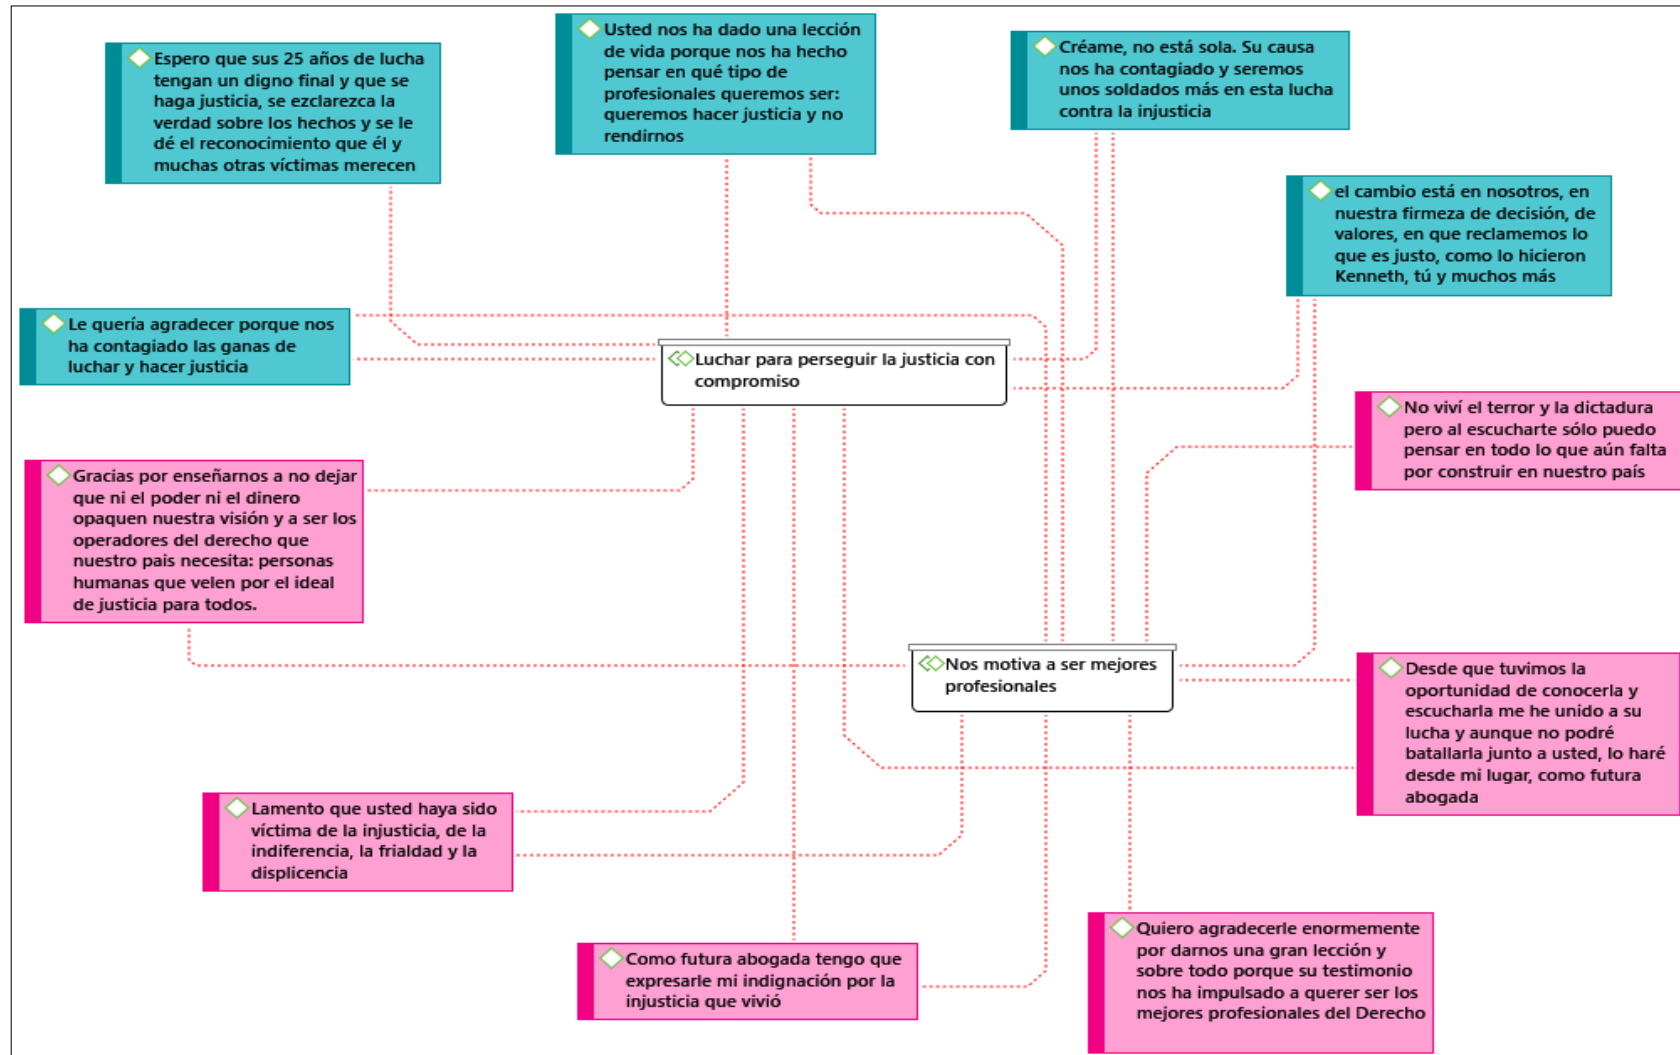 Espero que sus 25 años de lucha
tengan un digno final y que se
haga justicia, se ezclarezca la
verdad sobre los hechos y se le
dé el reconocimiento que él y
muchas otras víctimas merecen
Usted nos ha dado una lección
de vida porque nos ha hecho
pensar en qué tipo de
profesionales queremos ser:
queremos hacer justicia y no
rendirnos
Créame, no está sola. Su causa
nos ha contagiado y seremos
unos soldados más en esta lucha
contra la injusticia
el cambio está en nosotros, en
nuestra firmeza de decisión, de
valores, en que reclamemos lo
que es justo, como lo hicieron
Kenneth, tú y muchos más
Le quería agradecer porque nos
ha contagiado las ganas de
luchar y hacer justicia
Luchar para perseguir la justicia con
compromiso
No viví el terror y la dictadura
pero al escucharte sólo puedo
pensar en todo lo que aún falta
por construir en nuestro país
Gracias por enseñarnos a no dejar
que ni el poder ni el dinero
opaquen nuestra visión y a ser los
operadores del derecho que
nuestro pais necesita: personas
humanas que velen por el ideal
de justicia para todos.
Nos motiva a ser mejores
profesionales
Desde que tuvimos la
oportunidad de conocerla y
escucharla me he unido a su
lucha y aunque no podré
batallarla junto a usted, lo haré
desde mi lugar, como futura
abogada
Lamento que usted haya sido
víctima de la injusticia, de la
indiferencia, la frialdad y la
displicencia
Como futura abogada tengo que
expresarle mi indignación por la
injusticia que vivió
Quiero agradecerle enormemente
por darnos una gran lección y
sobre todo porque su testimonio
nos ha impulsado a querer ser los
mejores profesionales del Derecho